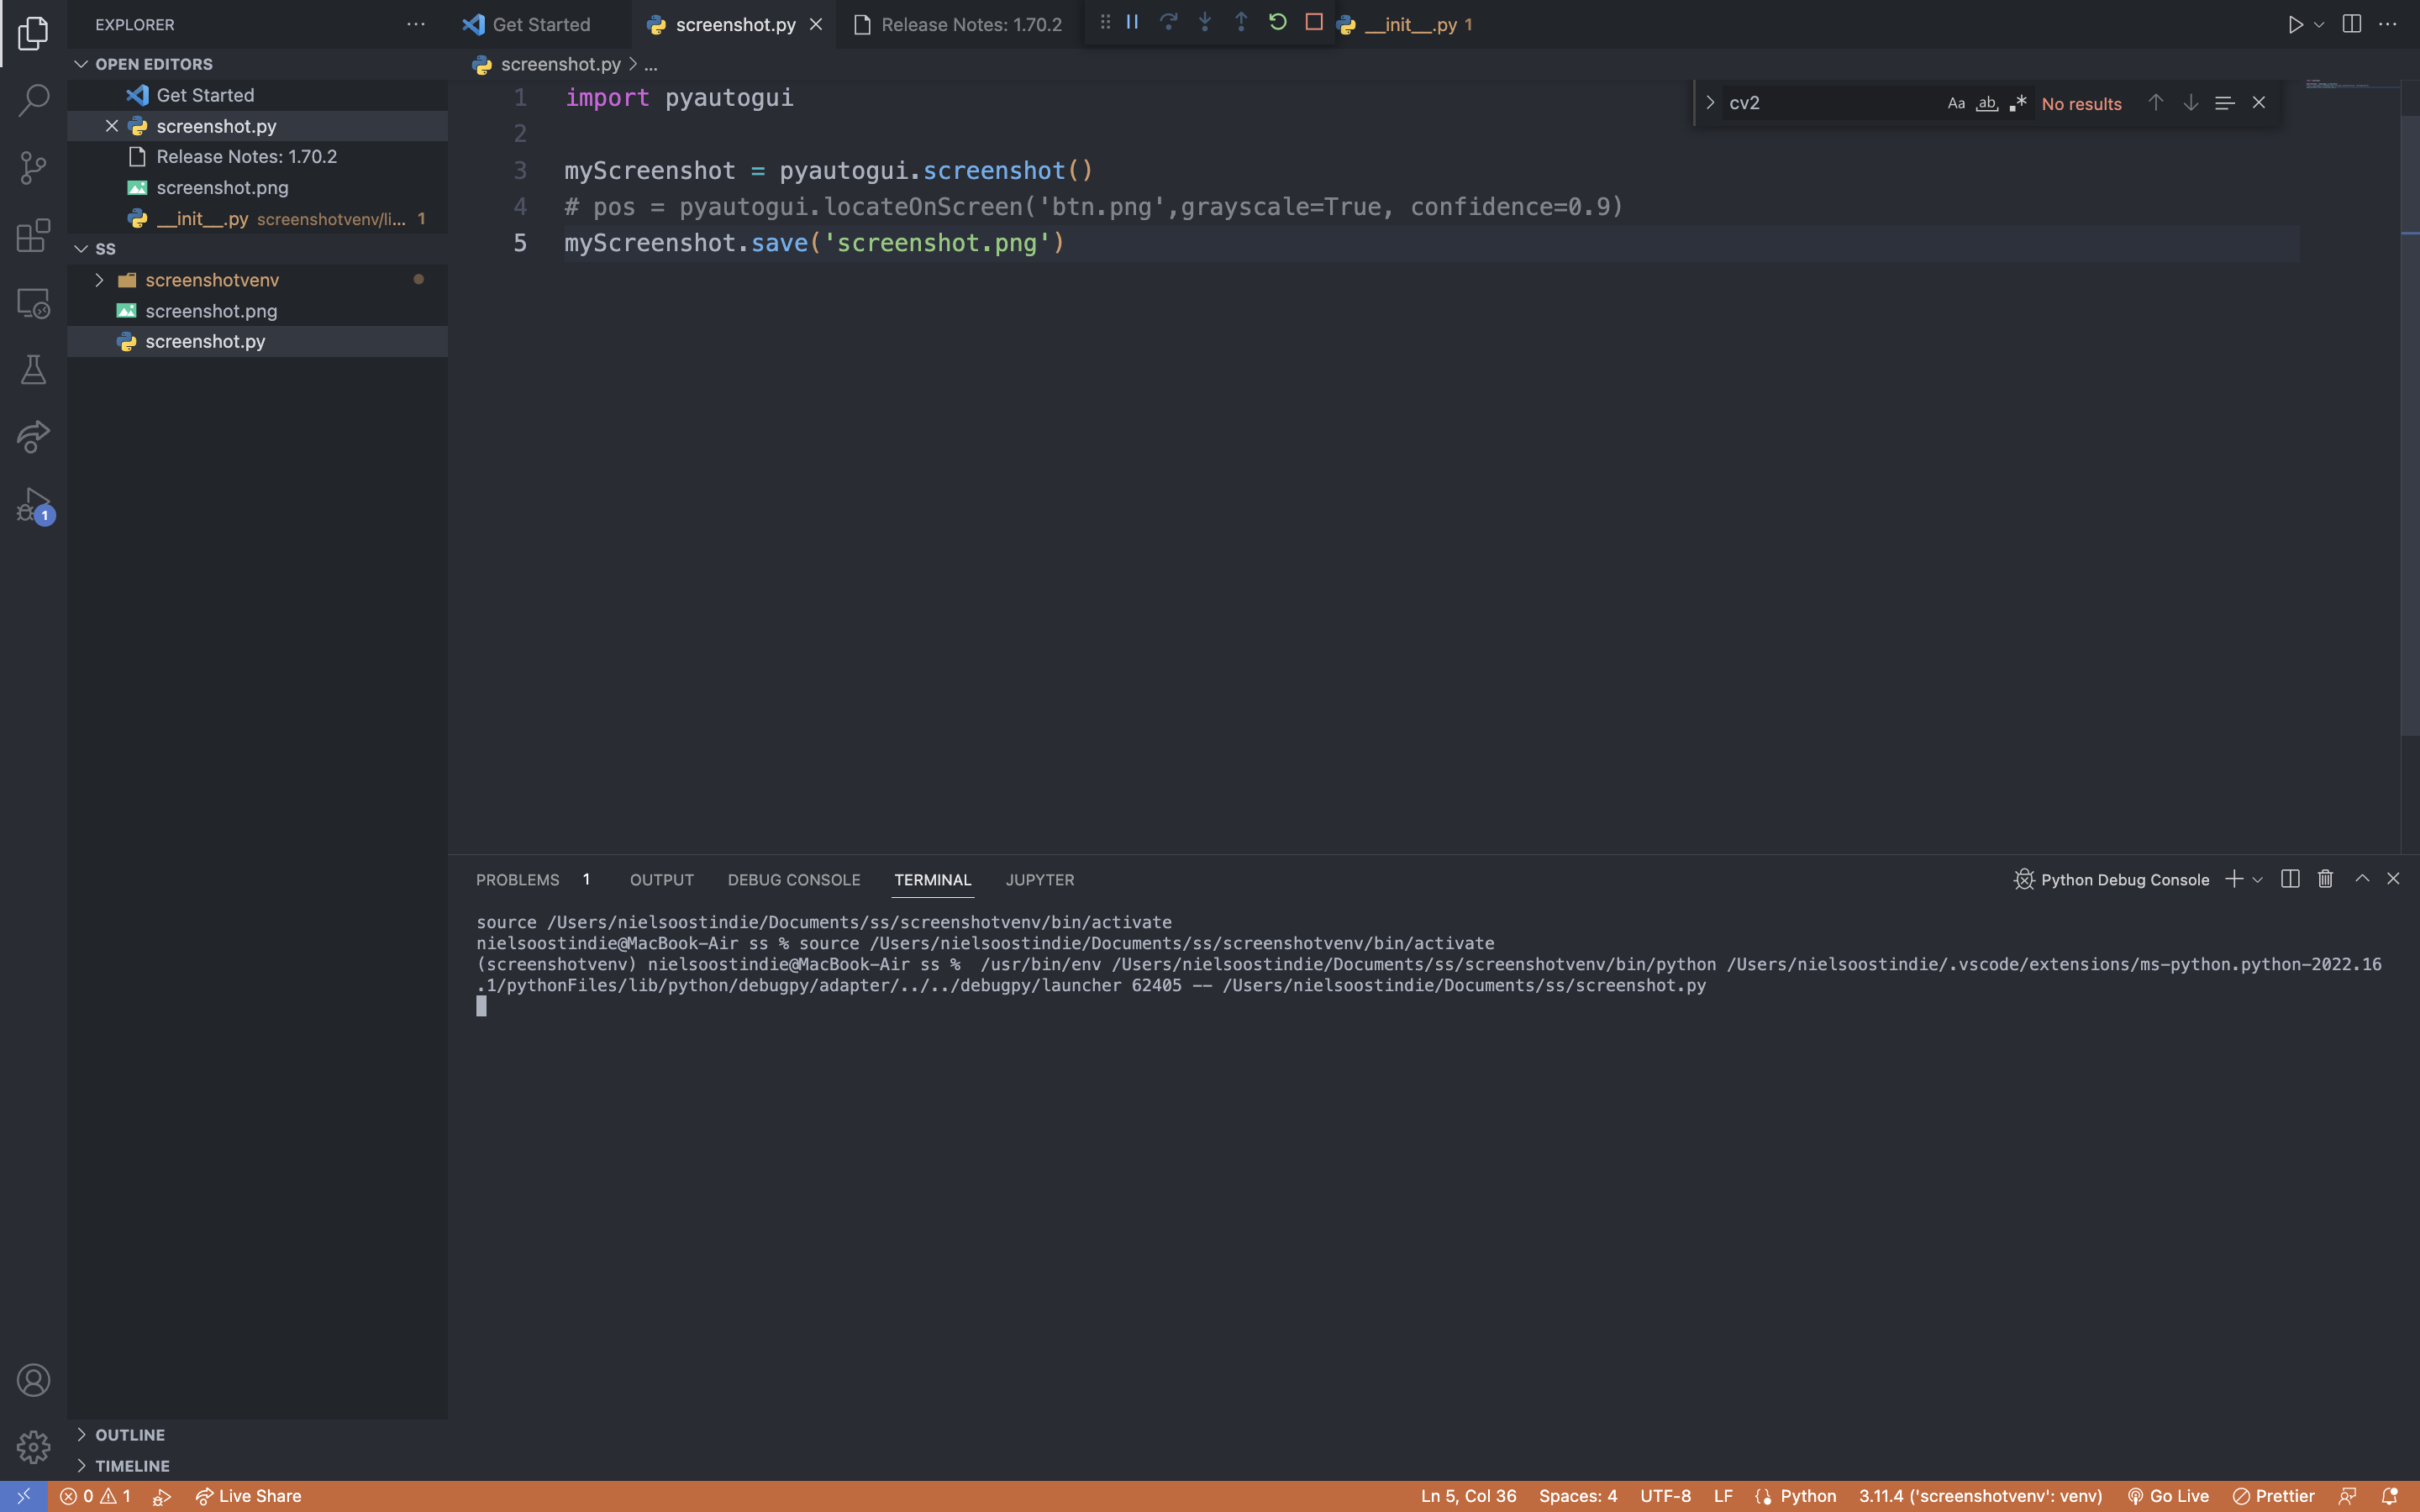 EXPLORER
Get Started
screenshot.py
Release Notes: 1.70.2
__init__.py 1
OPEN EDITORS
Get Started
screenshot.py
Release Notes: 1.70.2
screenshot.png
__init__.py screenshotvenv/li... 1
SS
screenshotvenv
screenshot.png
screenshot.py
1
screenshot.py > ...
1 import pyautogui
2
3 myScreenshot = pyautogui.screenshot()
4 # pos = pyautogui.locateOnScreen('btn.png',grayscale=True, confidence=0.9)
5 myScreenshot.save('screenshot.png')
cv2 Aa ab .* No results
PROBLEMS 1 OUTPUT DEBUG CONSOLE TERMINAL JUPYTER
Python Debug Console
source /Users/nielsoostindie/Documents/ss/screenshotvenv/bin/activate
nielsoostindie@MacBook-Air ss % source /Users/nielsoostindie/Documents/ss/screenshotvenv/bin/activate
(screenshotvenv) nielsoostindie@MacBook-Air ss %  /usr/bin/env /Users/nielsoostindie/Documents/ss/screenshotvenv/bin/python /Users/nielsoostindie/.vscode/extensions/ms-python.python-2022.16
.1/pythonFiles/lib/python/debugpy/adapter/../../debugpy/launcher 62405 -- /Users/nielsoostindie/Documents/ss/screenshot.py
OUTLINE
TIMELINE
0 1 Live Share
Ln 5, Col 36 Spaces: 4 UTF-8 LF Python 3.11.4 ('screenshotvenv': venv) Go Live Prettier